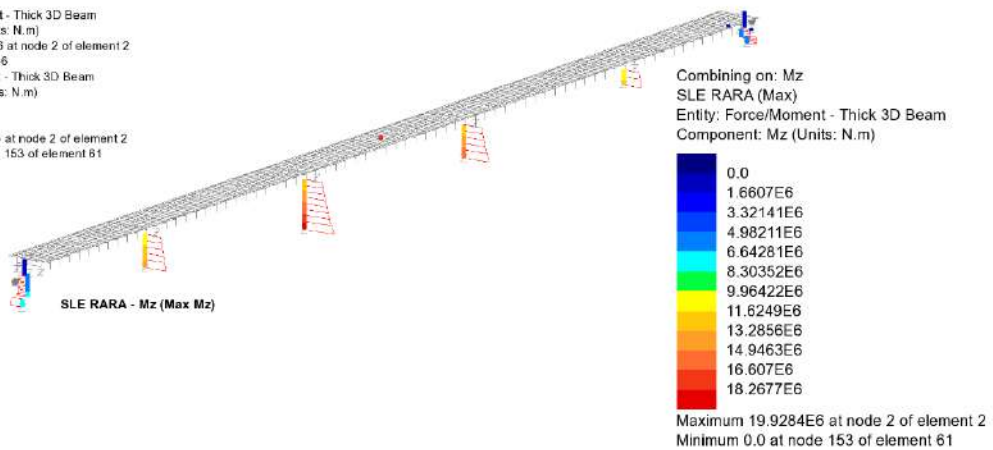 t - Thick 3D Beam
s: N.m)
6 at node 2 of element 2
6
: - Thick 3D Beam
s: N.m)
at node 2 of element 2
153 of element 61
SLE RARA - Mz (Max Mz)
Combining on: Mz
SLE RARA (Max)
Entity: Force/Moment - Thick 3D Beam
Component: Mz (Units: N.m)
0.0
1.6607E6
3.32141E6
4.98211E6
6.64281E6
8.30352E6
9.96422E6
11.6249E6
13.2856E6
14.9463E6
16.607E6
18.2677E6
Maximum 19.9284E6 at node 2 of element 2
Minimum 0.0 at node 153 of element 61